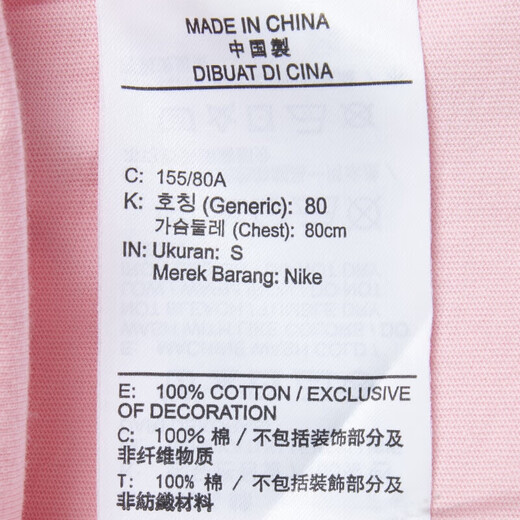 MADE IN CHINA
中国製
DIBUAT DI CINA
C: 155/80A
K: 호칭 (Generic): 80
가슴둘레 (Chest): 80cm
IN: Ukuran: S
Merek Barang: Nike
E: 100% COTTON / EXCLUSIVE
OF DECORATION
C: 100% 棉 / 不包括装饰部分及
非纤维物质
T: 100% 棉 / 不包括裝飾部分及
非紡織材料